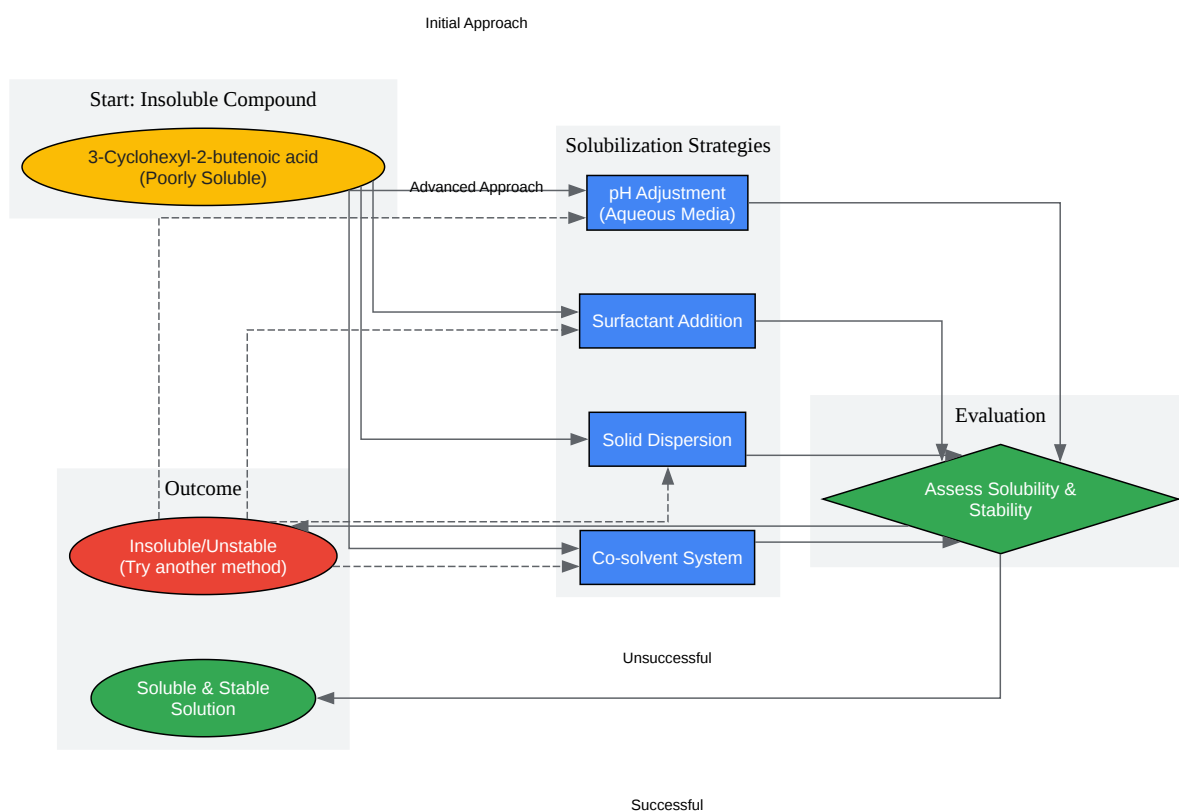 Initial Approach
Start: Insoluble Compound
3-Cyclohexyl-2-butenoic acid
(Poorly Soluble)
Solubilization Strategies
Advanced Approach
pH Adjustment
(Aqueous Media)
Surfactant Addition
Solid Dispersion
Co-solvent System
Evaluation
Assess Solubility &
Stability
Outcome
Insoluble/Unstable
(Try another method)
Soluble & Stable
Solution
Unsuccessful
Successful